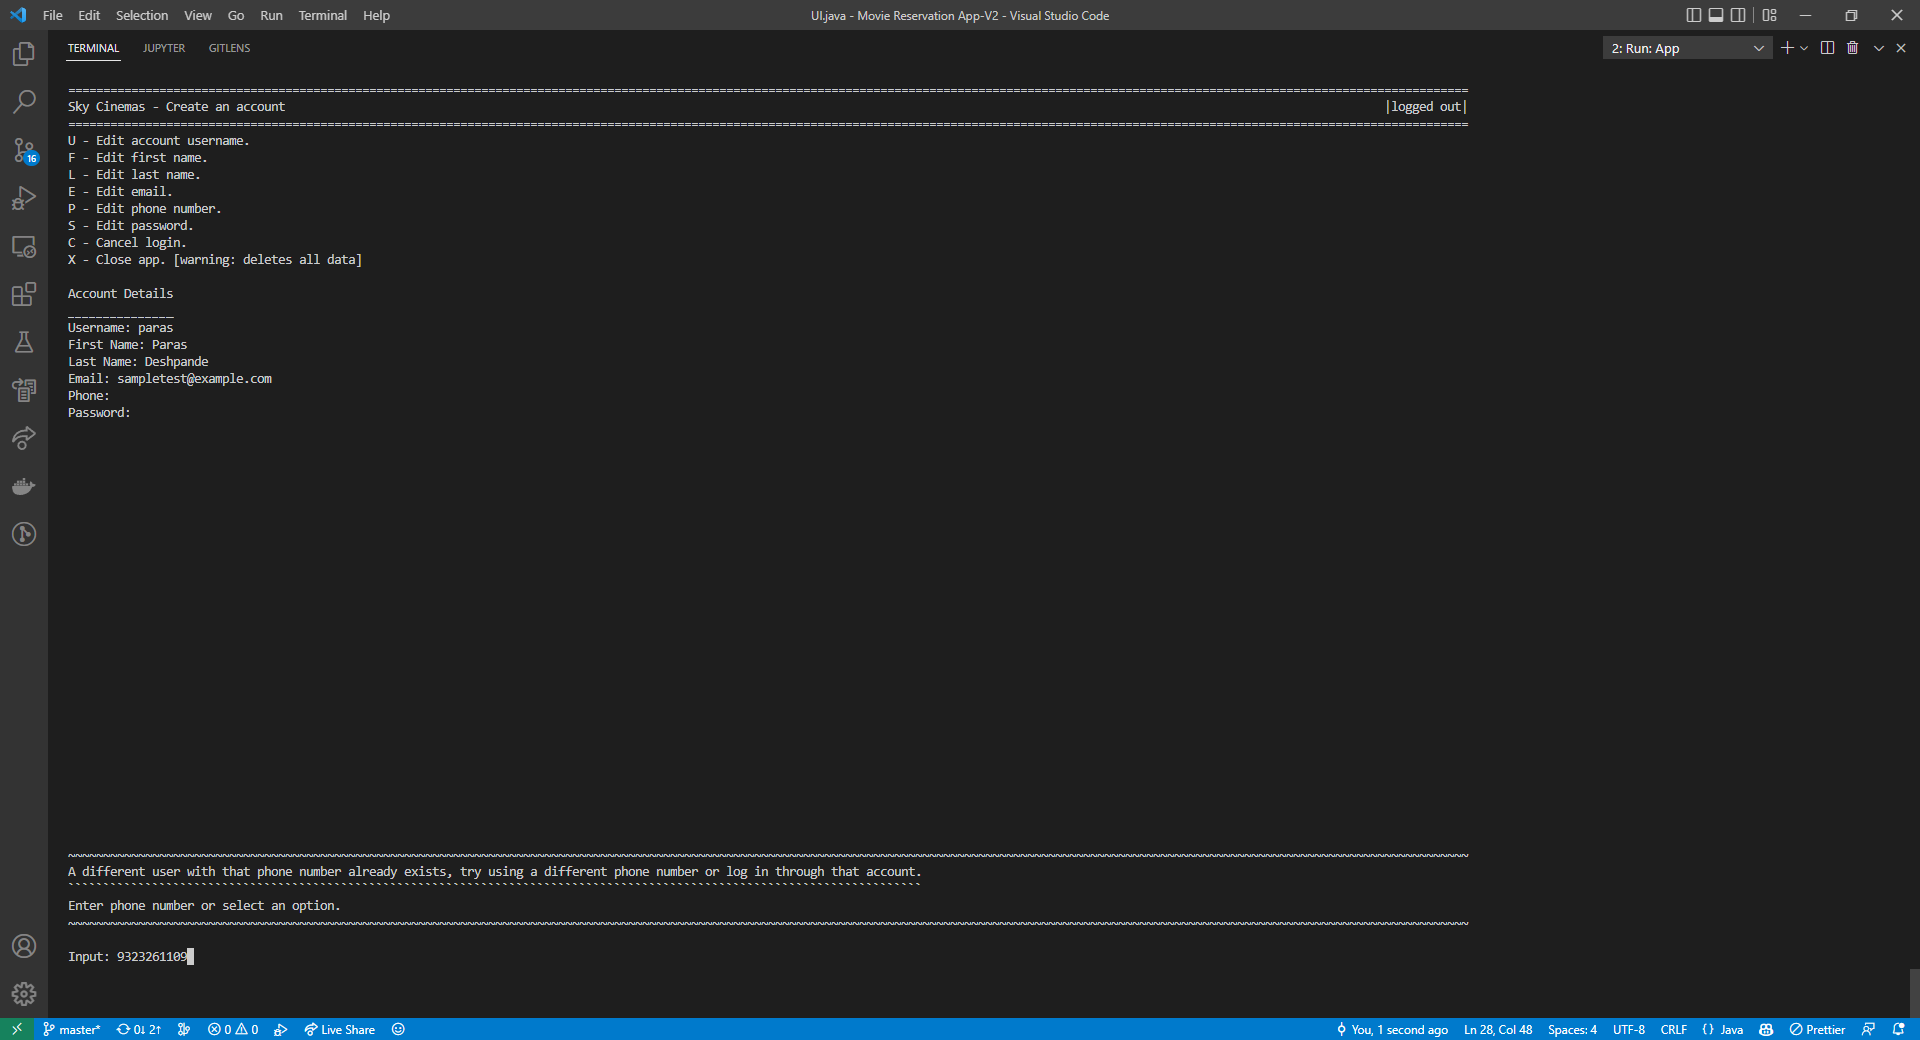 File Edit Selection View Go Run Terminal Help UI.java - Movie Reservation App-V2 - Visual Studio Code
TERMINAL JUPYTER GITLENS 2: Run: App
================================================================================
Sky Cinemas - Create an account |logged out|
================================================================================
U - Edit account username.
F - Edit first name.
L - Edit last name.
E - Edit email.
P - Edit phone number.
S - Edit password.
C - Cancel login.
X - Close app. [warning: deletes all data]
Account Details
_______________
Username: paras
First Name: Paras
Last Name: Deshpande
Email: sampletest@example.com
Phone:
Password:
~~~~~~~~~~~~~~~~~~~~~~~~~~~~~~~~~~~~~~~~~~~~~~~~~~~~~~~~~~~~~~~~~~~~~~~~~~~~~~~~
A different user with that phone number already exists, try using a different phone number or log in through that account.
````````````````````````````````````````````````````````````````````````````````
Enter phone number or select an option.
~~~~~~~~~~~~~~~~~~~~~~~~~~~~~~~~~~~~~~~~~~~~~~~~~~~~~~~~~~~~~~~~~~~~~~~~~~~~~~~~
Input: 9323261109
16
master* 0↓ 2↑ 0 0 Live Share You, 1 second ago Ln 28, Col 48 Spaces: 4 UTF-8 CRLF {} Java Prettier